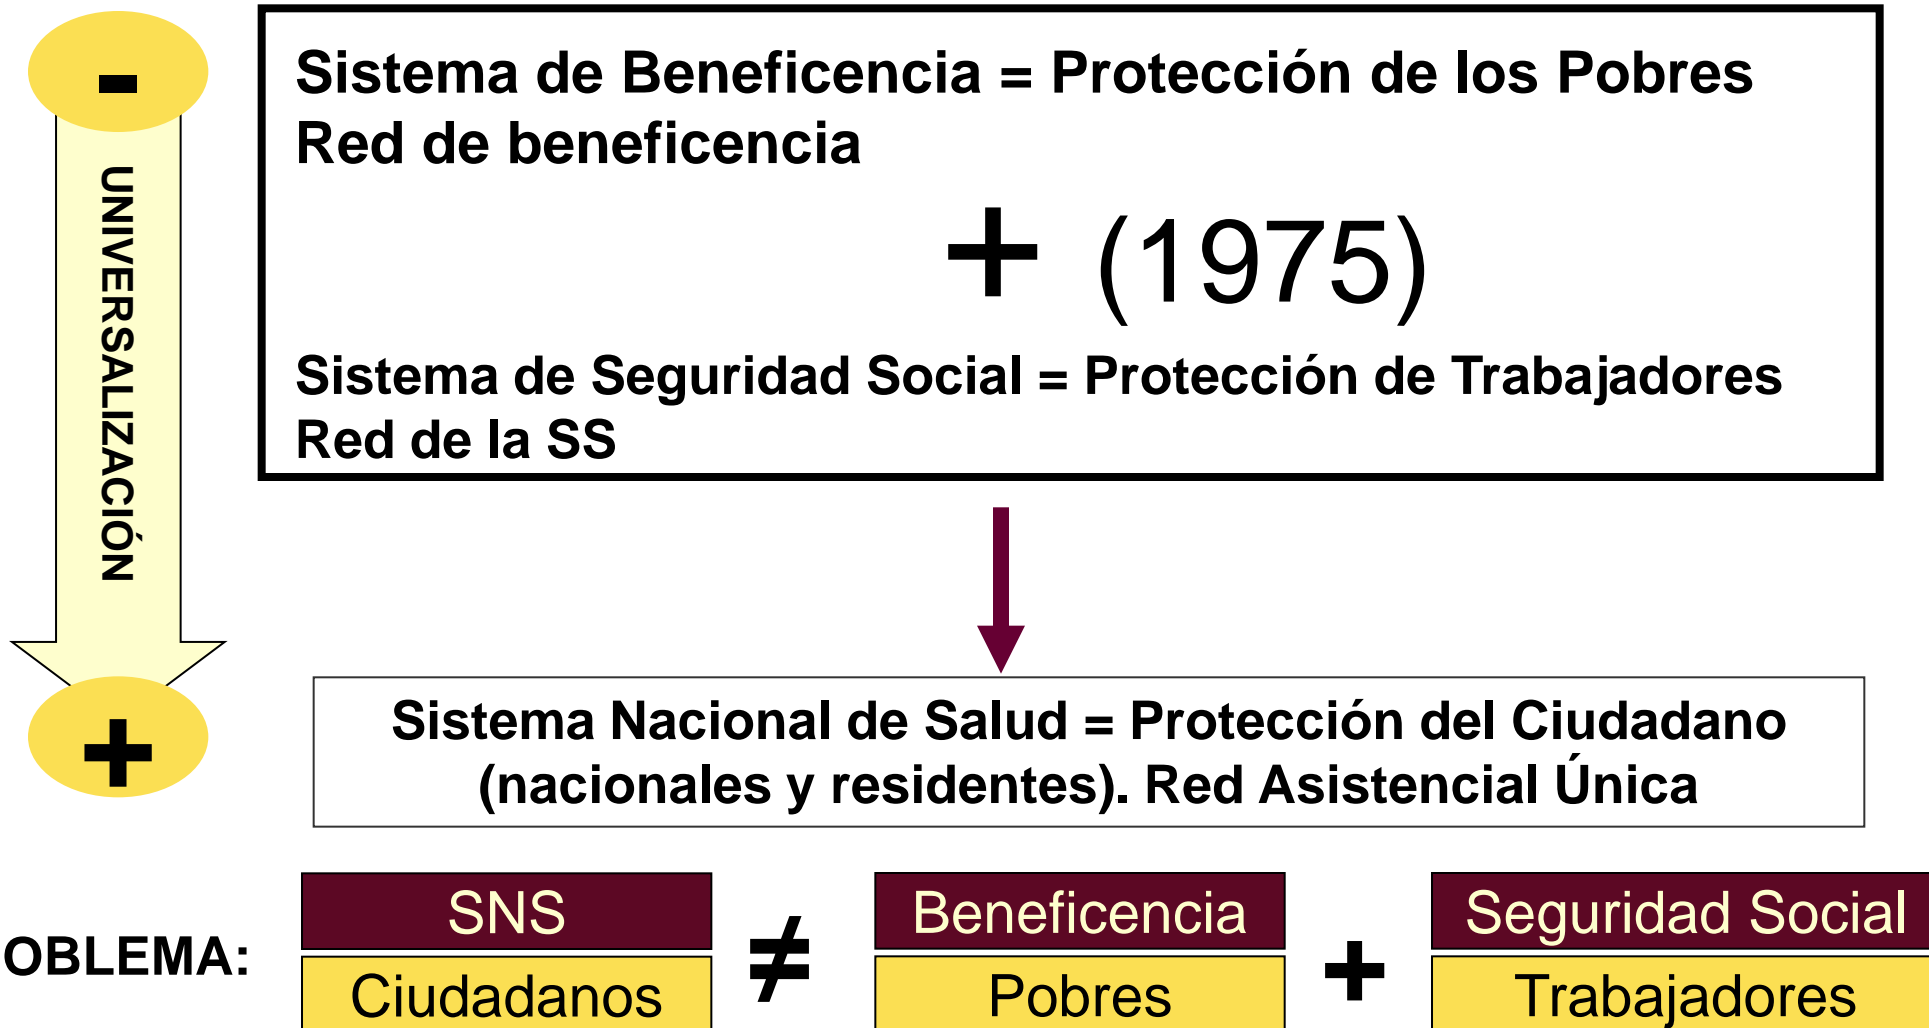 -
Sistema de Beneficencia = Protección de los Pobres
Red de beneficencia
+ (1975)
Sistema de Seguridad Social = Protección de Trabajadores
Red de la SS
UNIVERSALIZACIÓN
+
Sistema Nacional de Salud = Protección del Ciudadano
(nacionales y residentes). Red Asistencial Única
OBLEMA:
SNS ≠ Beneficencia + Seguridad Social
Ciudadanos Pobres Trabajadores